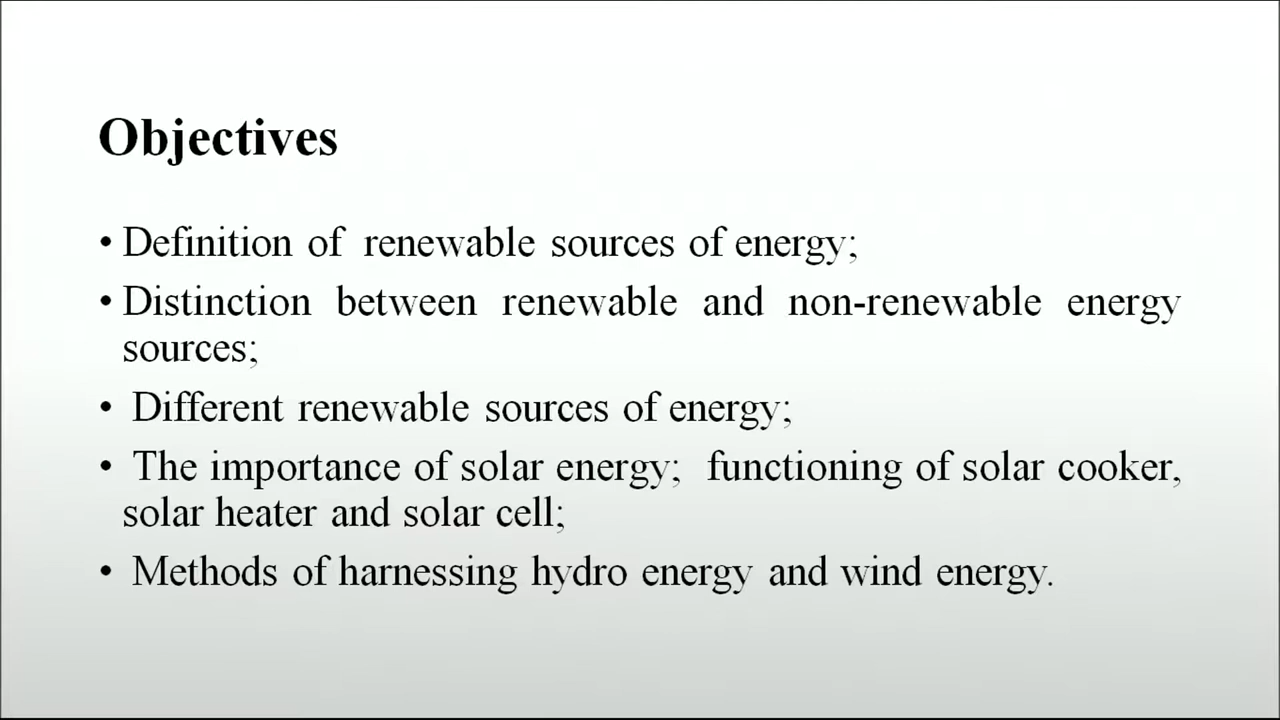 Objectives
• Definition of renewable sources of energy;
• Distinction between renewable and non-renewable energy
sources;
• Different renewable sources of energy;
• The importance of solar energy; functioning of solar cooker,
solar heater and solar cell;
• Methods of harnessing hydro energy and wind energy.